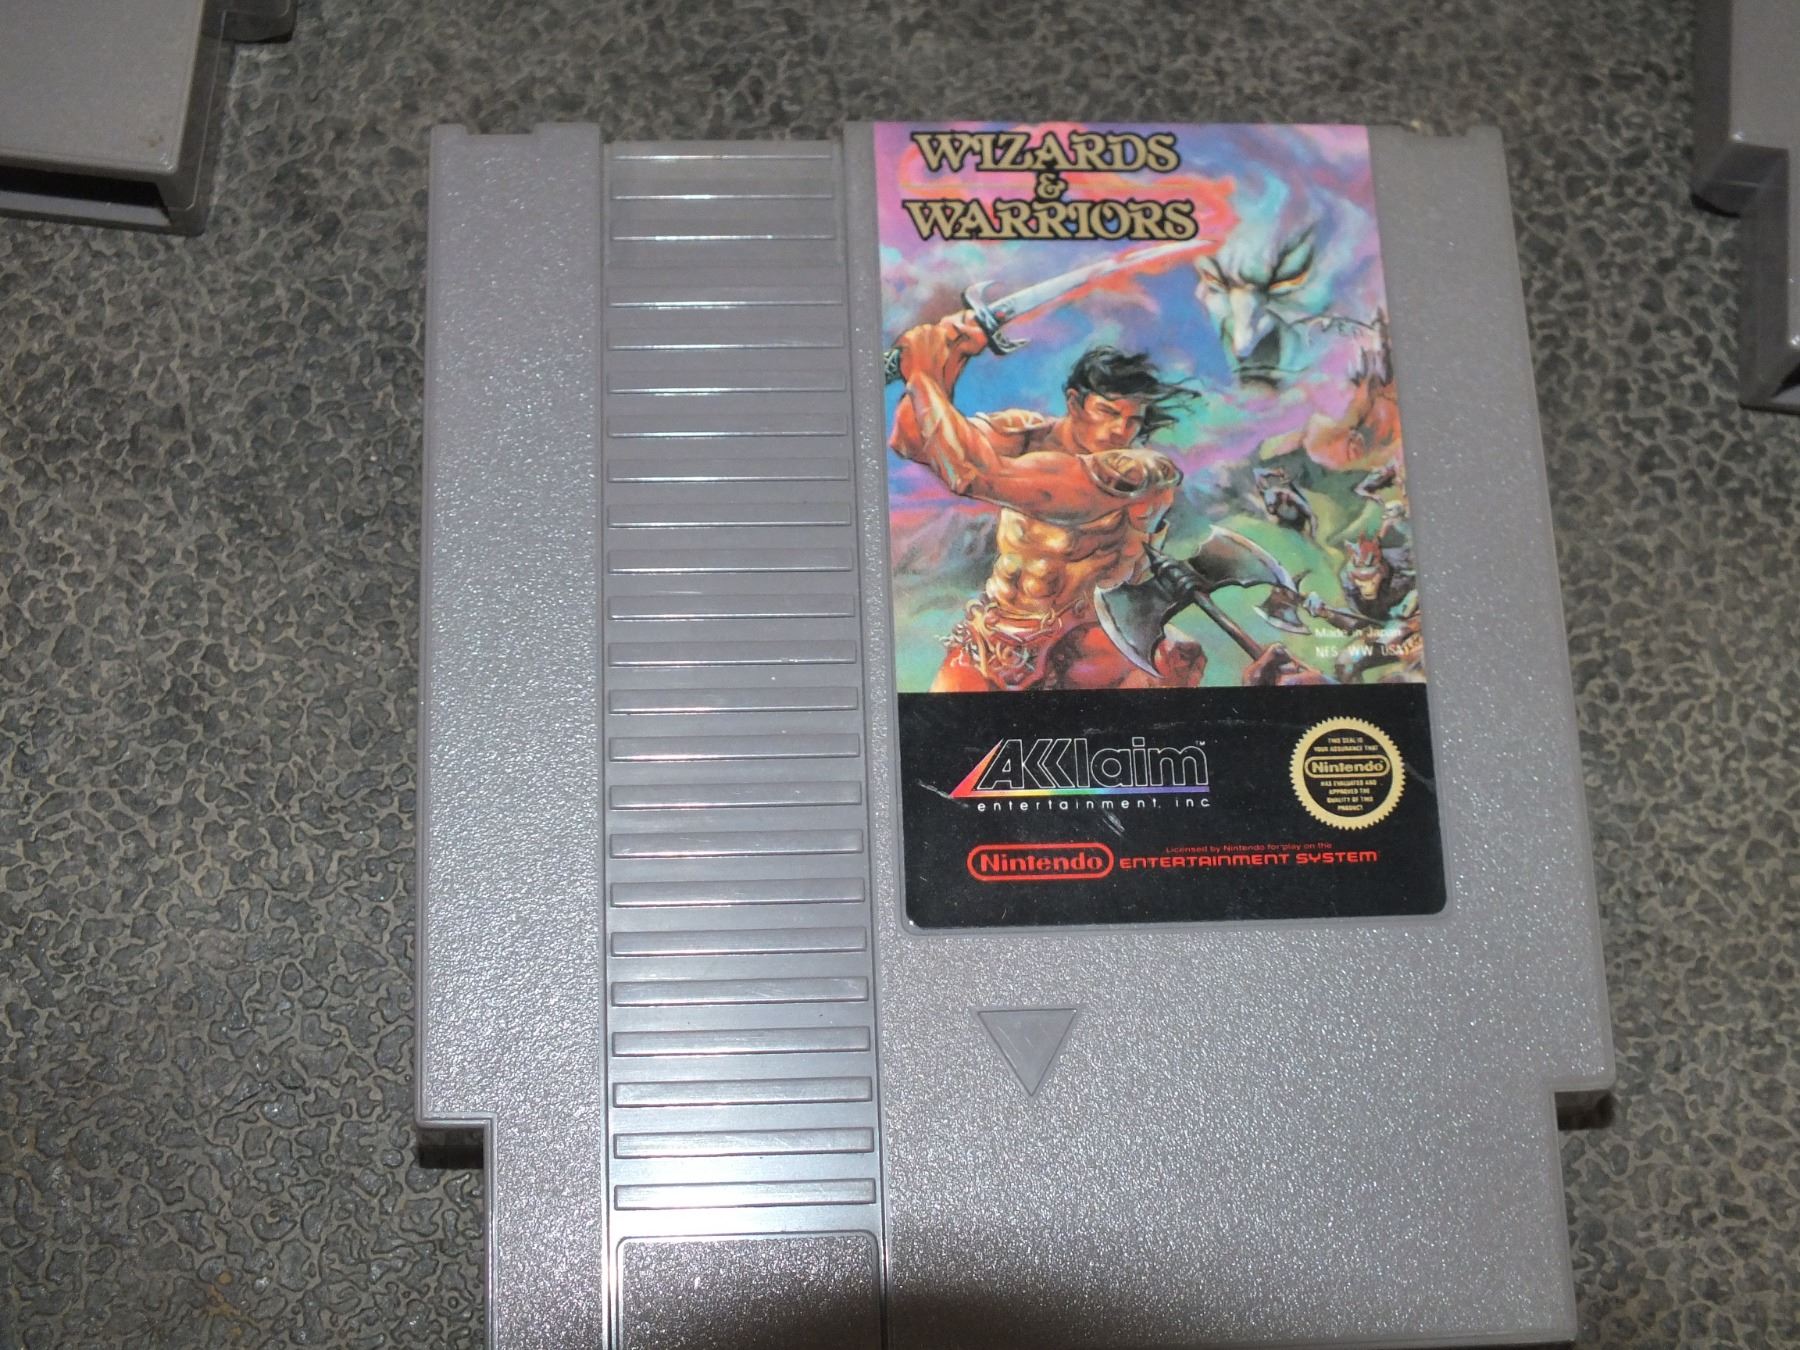 WIZARDS
&
WARRIORS
Made in Japan
NES WW USA
AKKlaim™
entertainment, inc
THIS SEAL IS
YOUR ASSURANCE THAT
Nintendo
HAS EVALUATED AND
APPROVED THE
QUALITY OF THIS
PRODUCT
Licensed by Nintendo for play on the
Nintendo ENTERTAINMENT SYSTEM